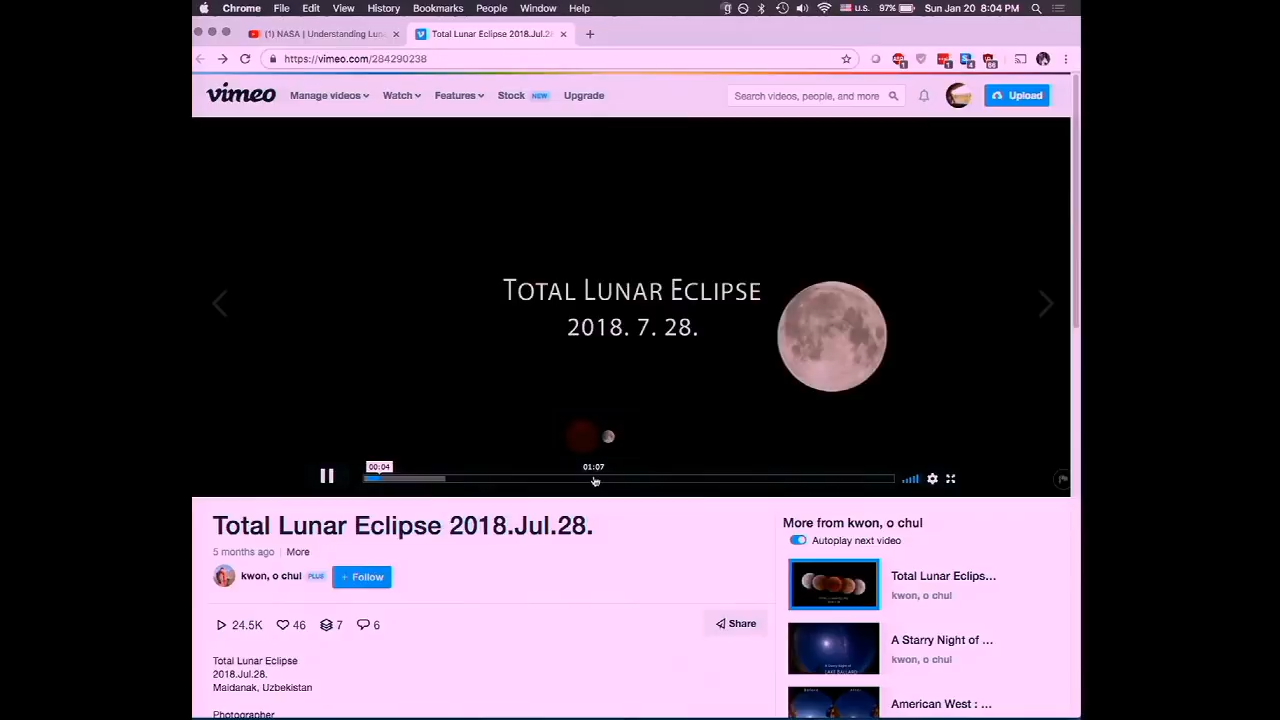 Chrome File Edit View History Bookmarks People Window Help U.S. 97% Sun Jan 20 8:04 PM
(1) NASA | Understanding Lun
Total Lunar Eclipse 2018.Jul.28
https://vimeo.com/284290238
vimeo Manage videos Watch Features Stock NEW Upgrade Search videos, people, and more Upload
TOTAL LUNAR ECLIPSE
2018. 7. 28.
00:04 01:07
Total Lunar Eclipse 2018.Jul.28.
5 months ago More
kwon, o chul PLUS + Follow
24.5K 46 7 6 Share
Total Lunar Eclipse
2018.Jul.28.
Maidanak, Uzbekistan
Photographer
More from kwon, o chul
Autoplay next video
Total Lunar Eclips...
kwon, o chul
A Starry Night of ...
kwon, o chul
American West : ...